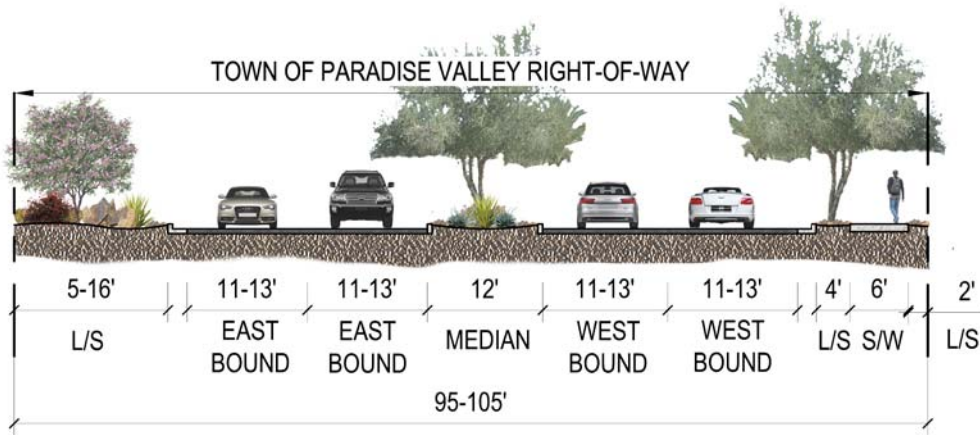 TOWN OF PARADISE VALLEY RIGHT-OF-WAY
5-16' 11-13' 11-13' 12' 11-13' 11-13' 4' 6' 2'
L/S EAST BOUND EAST BOUND MEDIAN WEST BOUND WEST BOUND L/S S/W L/S
95-105'